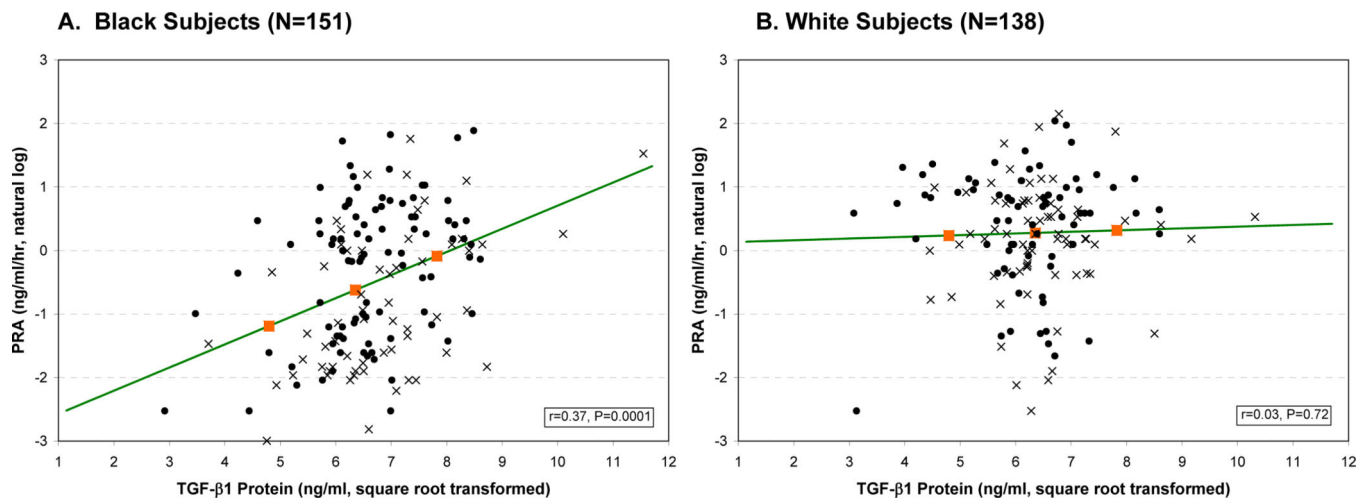 A. Black Subjects (N=151)
3
2
1
0
-1
-2
-3
PRA (ng/ml/hr, natural log)
r=0.37, P=0.0001
1 2 3 4 5 6 7 8 9 10 11 12
TGF-β1 Protein (ng/ml, square root transformed)
B. White Subjects (N=138)
3
2
1
0
-1
-2
-3
PRA (ng/ml/hr, natural log)
r=0.03, P=0.72
1 2 3 4 5 6 7 8 9 10 11 12
TGF-β1 Protein (ng/ml, square root transformed)